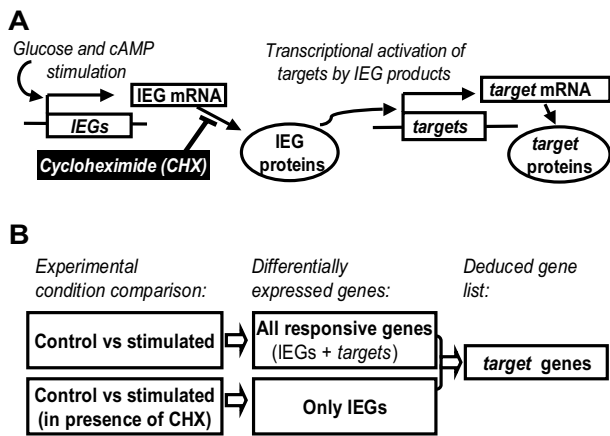 A
Glucose and cAMP
stimulation
IEG mRNA
IEGs
Cycloheximide (CHX)
IEG
proteins
Transcriptional activation of
targets by IEG products
target mRNA
targets
target
proteins
B
Experimental
condition comparison:
Differentially
expressed genes:
Deduced gene
list:
Control vs stimulated
All responsive genes
(IEGs + targets)
target genes
Control vs stimulated
(in presence of CHX)
Only IEGs